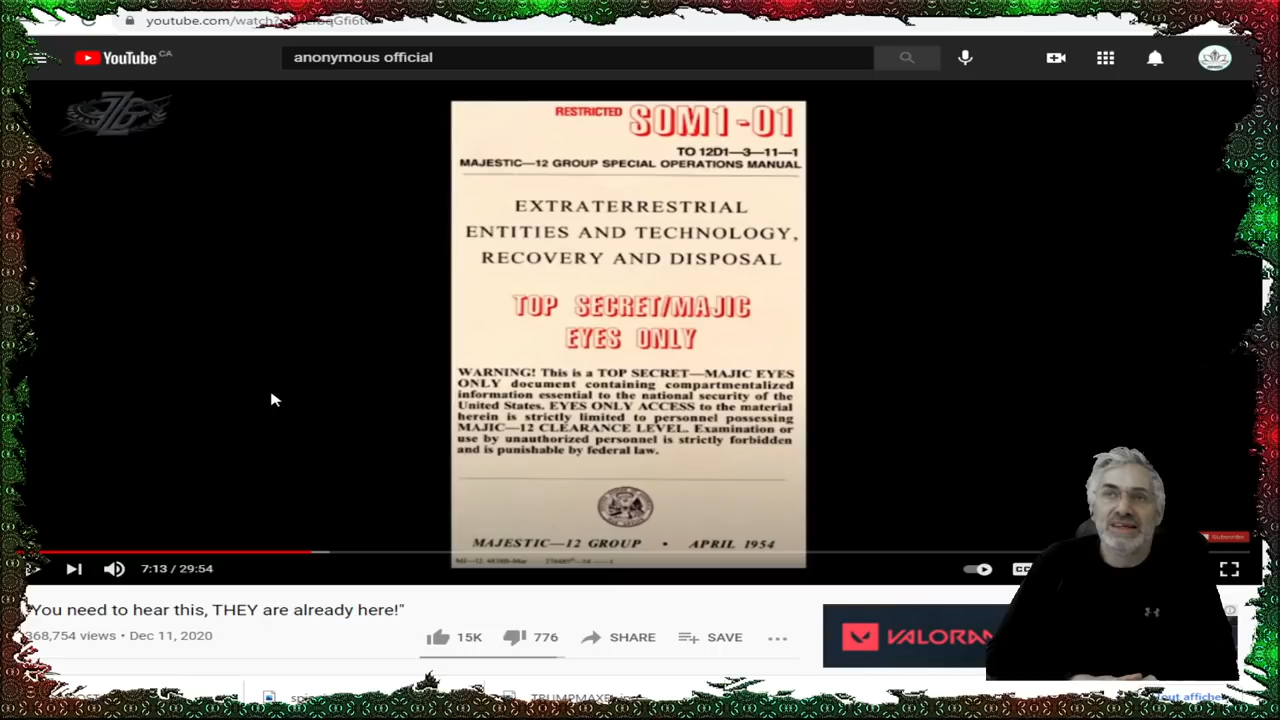 youtube.com/watch?
YouTube CA
anonymous official
RESTRICTED SOM1-01
TO 12D1—3—11—1
MAJESTIC—12 GROUP SPECIAL OPERATIONS MANUAL
EXTRATERRESTRIAL
ENTITIES AND TECHNOLOGY,
RECOVERY AND DISPOSAL
TOP SECRET/MAJIC
EYES ONLY
WARNING! This is a TOP SECRET—MAJIC EYES
ONLY document containing compartmentalized
information essential to the national security of the
United States. EYES ONLY ACCESS to the material
herein is strictly limited to personnel possessing
MAJIC—12 CLEARANCE LEVEL. Examination or
use by unauthorized personnel is strictly forbidden
and is punishable by federal law.
MAJESTIC—12 GROUP • APRIL 1954
Subscribe
7:13 / 29:54
"You need to hear this, THEY are already here!"
368,754 views • Dec 11, 2020
15K 776 SHARE SAVE
VALORAN